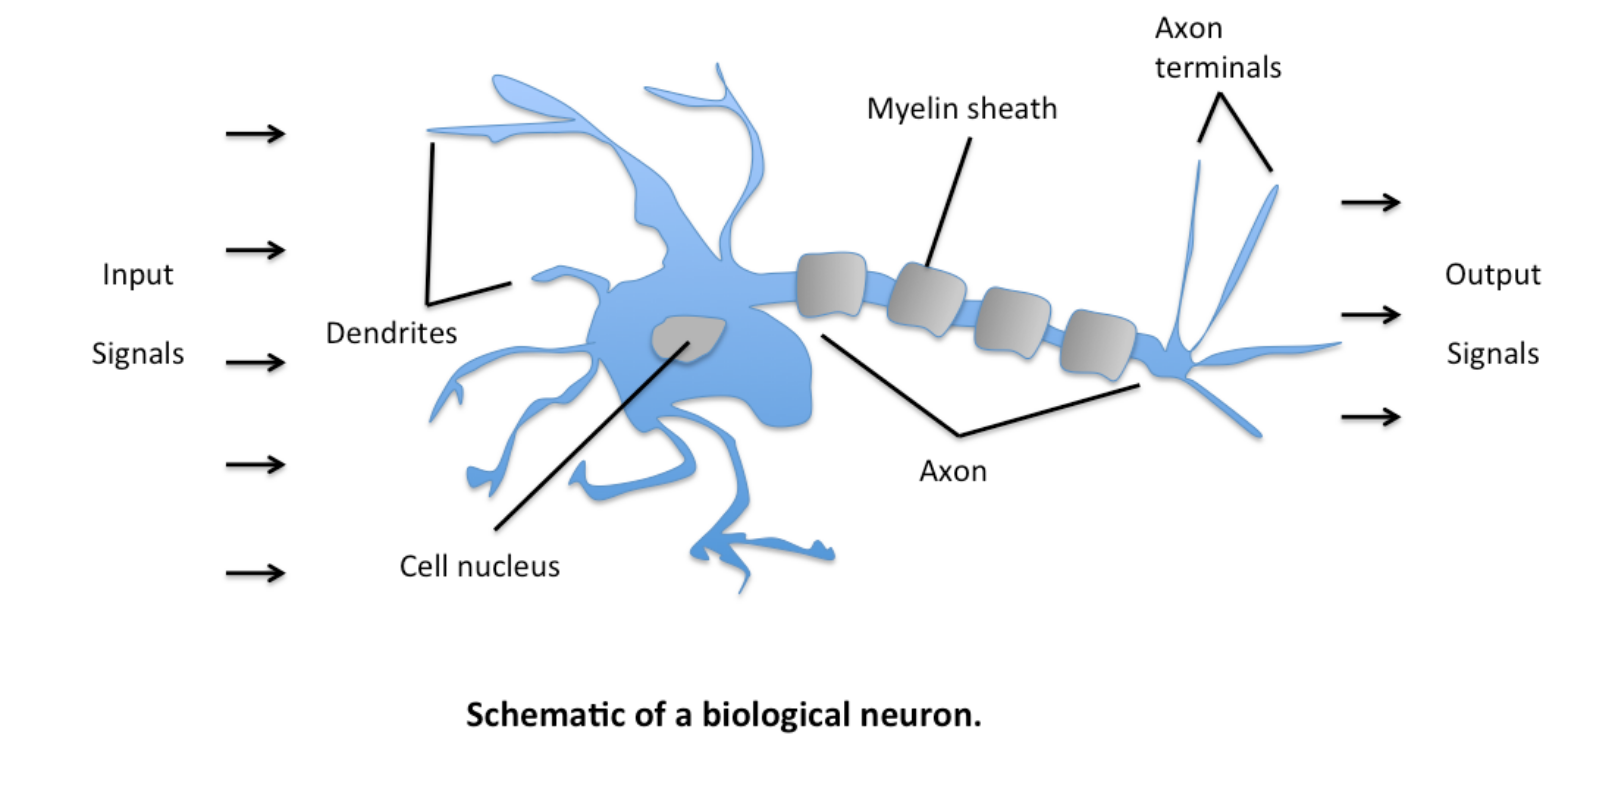 Axon
terminals
Myelin sheath
Input
Signals
Dendrites
Output
Signals
Axon
Cell nucleus
Schematic of a biological neuron.